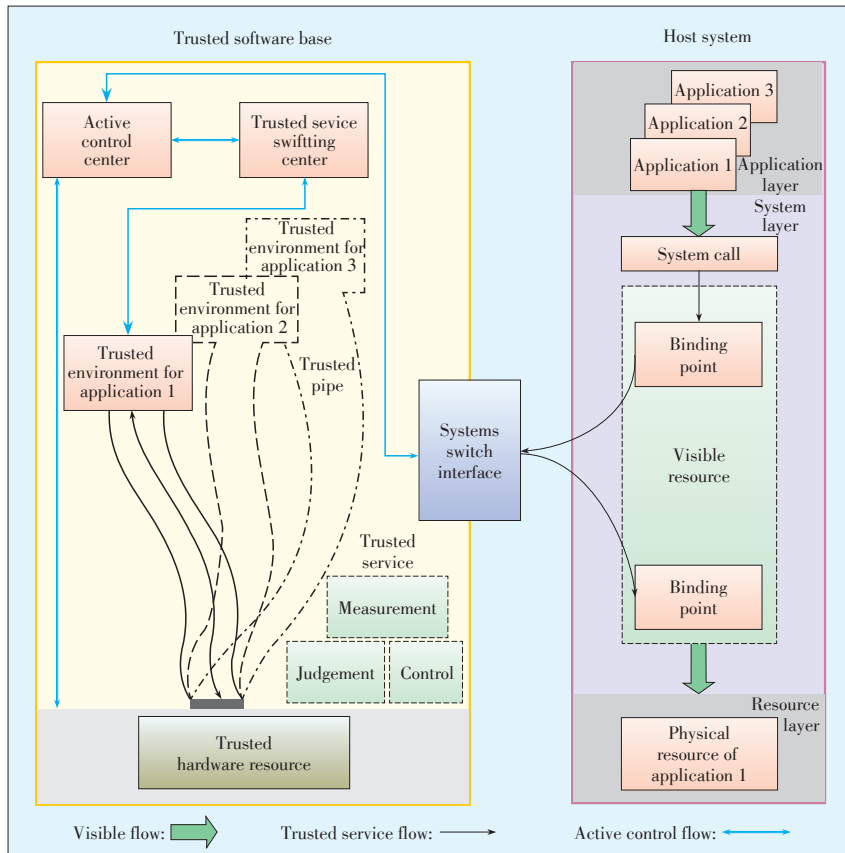 Trusted software base
Host system
Active
control
center
Trusted sevice
swiftting
center
Trusted
environment for
application 3
Trusted
environment for
application 2
Trusted
environment for
application 1
Trusted
pipe
Systems
switch
interface
Trusted
service
Measurement
Judgement
Control
Trusted
hardware resource
Application 3
Application 2
Application 1
Application
layer
System
layer
System call
Binding
point
Visible
resource
Binding
point
Resource
layer
Physical
resource of
application 1
Visible flow:
Trusted service flow:
Active control flow: